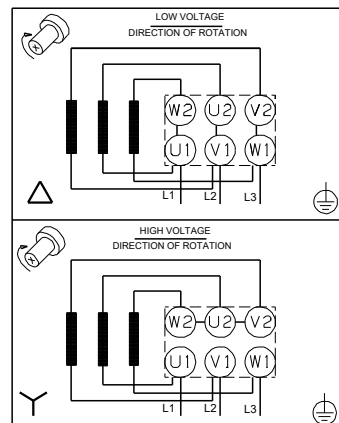 LOW VOLTAGE
DIRECTION OF ROTATION
W2 U2 V2
U1 V1 W1
L1 L2 L3
HIGH VOLTAGE
DIRECTION OF ROTATION
W2 U2 V2
U1 V1 W1
L1 L2 L3